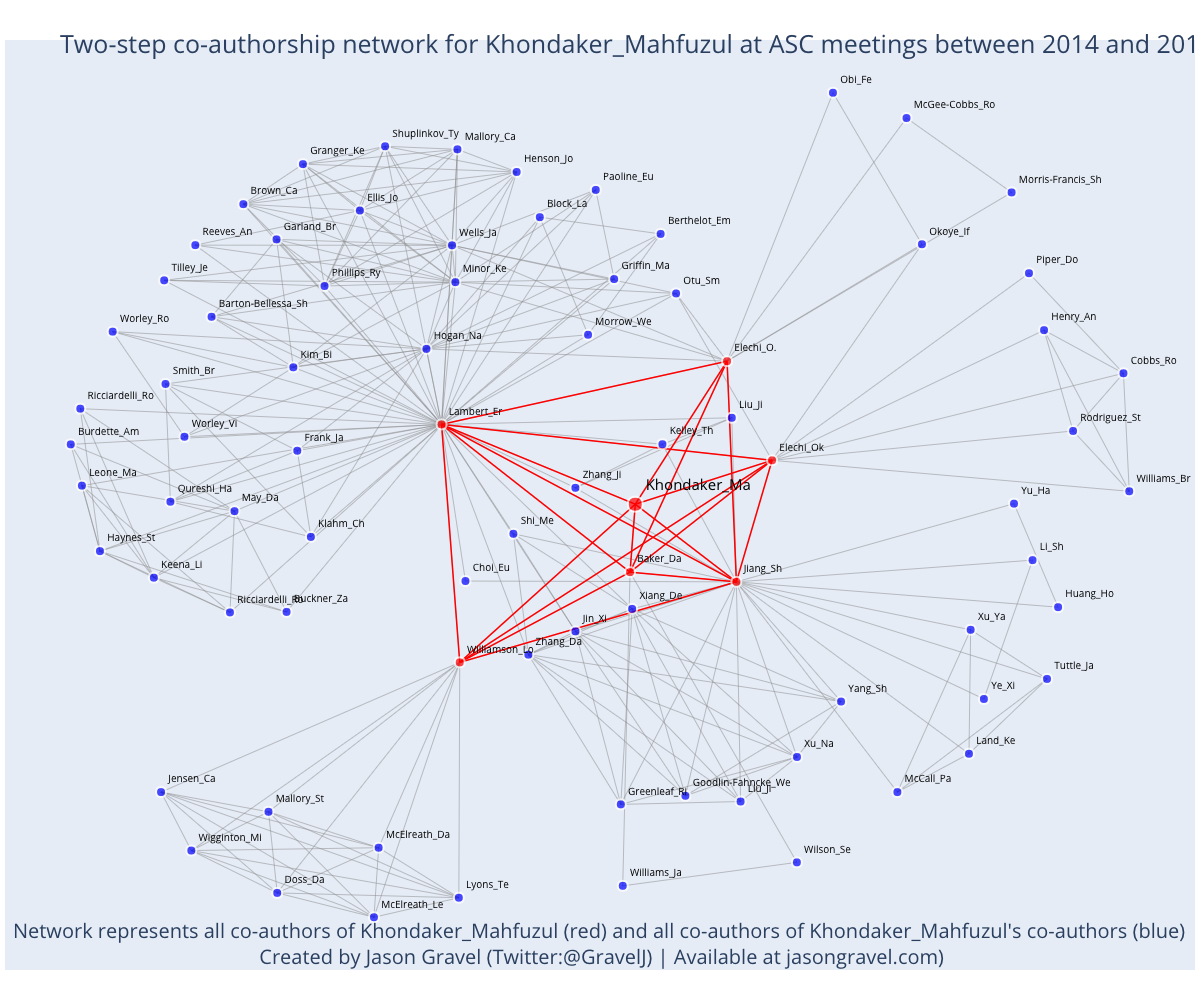 Two-step co-authorship network for Khondaker_Mahfuzul at ASC meetings between 2014 and 201
Obi_Fe
McGee-Cobbs_Ro
Shuplinkov_Ty
Mallory_Ca
Granger_Ke
Henson_Jo
Paoline_Eu
Morris-Francis_Sh
Brown_Ca
Ellis_Jo
Block_La
Berthelot_Em
Reeves_An
Garland_Br
Wells_Ja
Okoye_If
Tilley_Je
Phillips_Ry
Minor_Ke
Griffin_Ma
Otu_Sm
Piper_Do
Barton-Bellessa_Sh
Worley_Ro
Hogan_Na
Morrow_We
Henry_An
Kim_Bi
Elechi_O.
Cobbs_Ro
Smith_Br
Ricciardelli_Ro
Lambert_Er
Liu_Ji
Rodriguez_St
Burdette_Am
Worley_Vi
Frank_Ja
Kelley_Th
Elechi_Ok
Leone_Ma
Qureshi_Ha
May_Da
Zhang_Ji
Khondaker_Ma
Williams_Br
Yu_Ha
Haynes_St
Klahm_Ch
Shi_Me
Li_Sh
Keena_Li
Choi_Eu
Baker_Da
Jiang_Sh
Ricciardelli_Ro
Buckner_Za
Xiang_De
Huang_Ho
Jin_Xi
Xu_Ya
Williamson_Lo
Zhang_Da
Tuttle_Ja
Yang_Sh
Ye_Xi
Xu_Na
Land_Ke
Jensen_Ca
Mallory_St
Greenleaf_Ri
Goodlin-Fahncke_We
Liu_Ji
McCall_Pa
Wigginton_Mi
McElreath_Da
Wilson_Se
Doss_Da
Lyons_Te
Williams_Ja
McElreath_Le
Network represents all co-authors of Khondaker_Mahfuzul (red) and all co-authors of Khondaker_Mahfuzul's co-authors (blue)
Created by Jason Gravel (Twitter:@GravelJ) | Available at jasongravel.com)